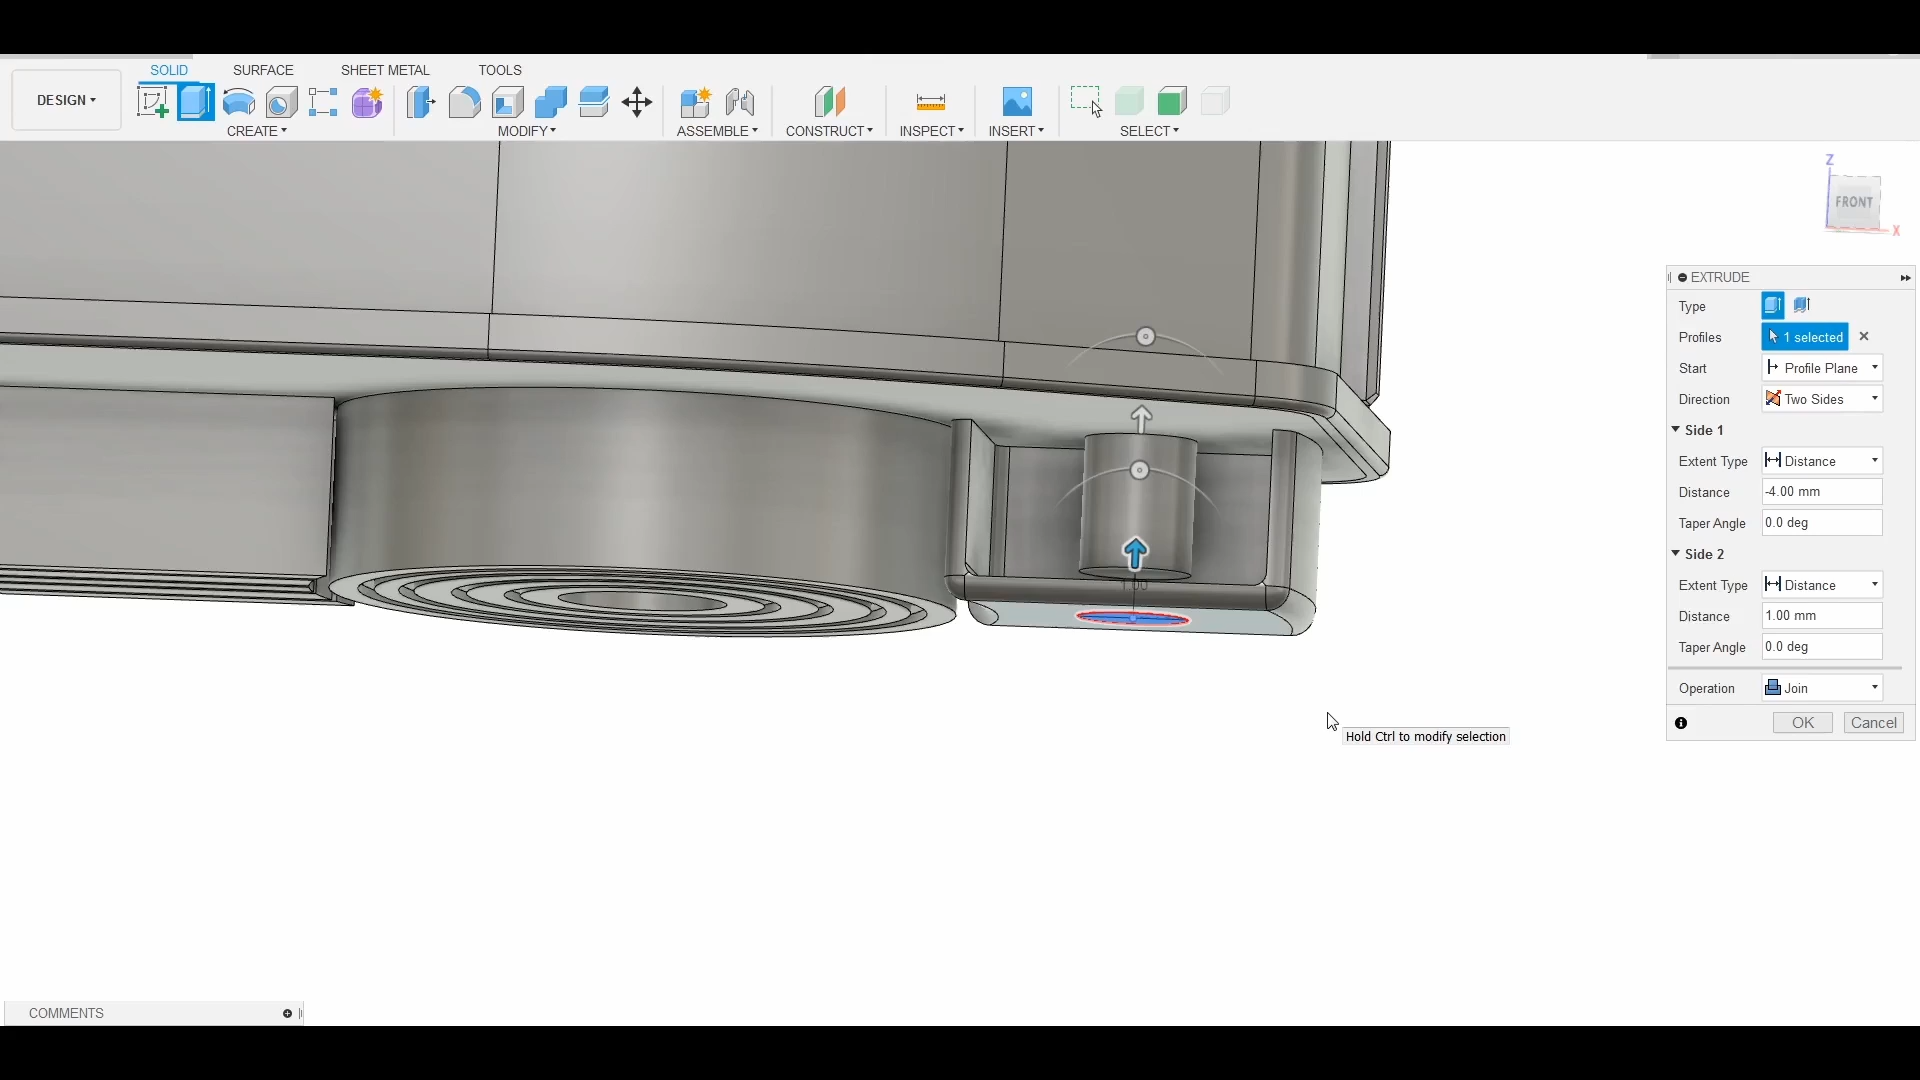 SOLID SURFACE SHEET METAL TOOLS
DESIGN
CREATE MODIFY ASSEMBLE CONSTRUCT INSPECT INSERT SELECT
Z
FRONT
X
EXTRUDE
Type
Profiles 1 selected
Start Profile Plane
Direction Two Sides
Side 1
Extent Type Distance
Distance -4.00 mm
Taper Angle 0.0 deg
Side 2
Extent Type Distance
Distance 1.00 mm
Taper Angle 0.0 deg
Operation Join
OK Cancel
1.00
Hold Ctrl to modify selection
COMMENTS